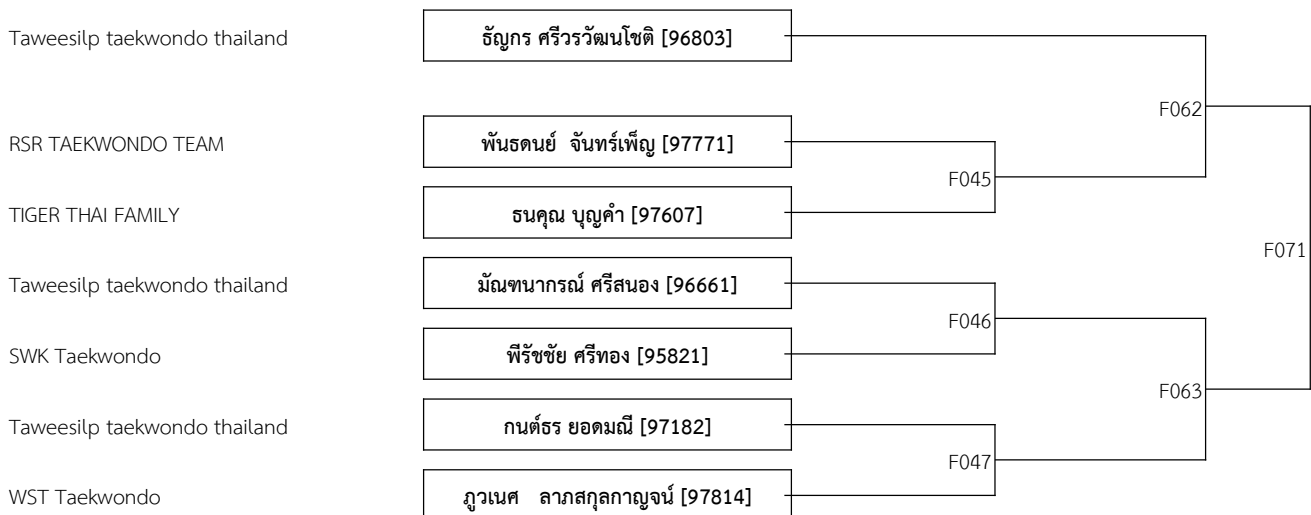 Taweesilp taekwondo thailand ธัญกร ศรีวรวัฒนโชติ [96803]
F062
RSR TAEKWONDO TEAM พันธดนย์ จันทร์เพ็ญ [97771]
F045
TIGER THAI FAMILY ธนคุณ บุญคำ [97607]
F071
Taweesilp taekwondo thailand มัณฑนากรณ์ ศรีสนอง [96661]
F046
SWK Taekwondo พีรัชชัย ศรีทอง [95821]
F063
Taweesilp taekwondo thailand กนต์ธร ยอดมณี [97182]
F047
WST Taekwondo ภูวเนศ ลาภสกุลกาญจน์ [97814]